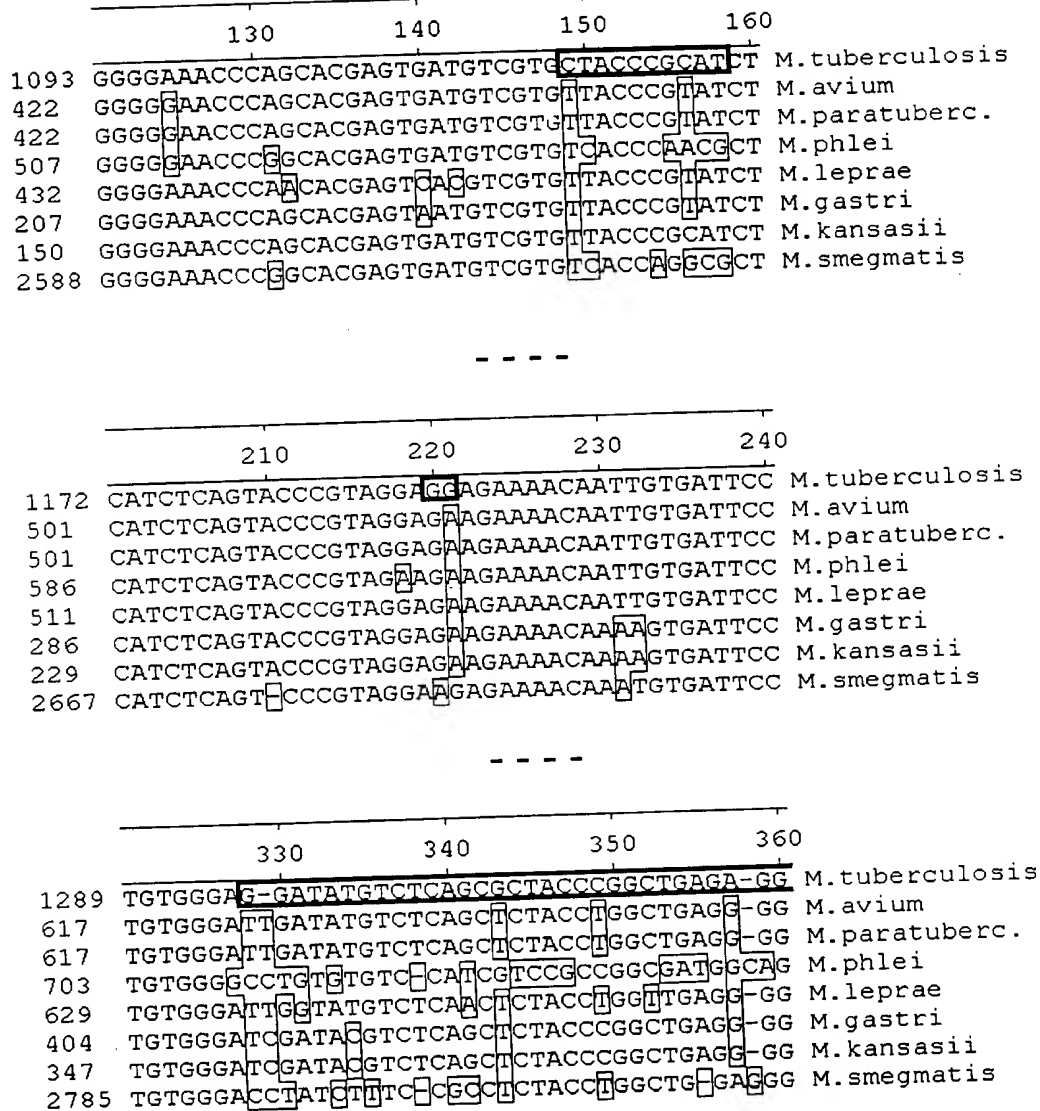 130 140 150 160
1093 GGGGAAACCCAGCACGAGTGATGTCGTGCTACCCGCATCT M.tuberculosis
422 GGGGGAACCCAGCACGAGTGATGTCGTGTTACCCGTATCT M.avium
422 GGGGGAACCCAGCACGAGTGATGTCGTGTTACCCGTATCT M.paratuberc.
507 GGGGGAACCCGGCACGAGTGATGTCGTGTCACCCAACGCT M.phlei
432 GGGGAAACCCAACACGAGTCACGTCGTGTTACCCGTATCT M.leprae
207 GGGGAAACCCAGCACGAGTAATGTCGTGTTACCCGTATCT M.gastri
150 GGGGAAACCCAGCACGAGTGATGTCGTGTTACCCGCATCT M.kansasii
2588 GGGGAAACCCGGCACGAGTGATGTCGTGTCACCAGGCGCT M.smegmatis
- - - -
210 220 230 240
1172 CATCTCAGTACCCGTAGGAGGAGAAAACAATTGTGATTCC M.tuberculosis
501 CATCTCAGTACCCGTAGGAGAAGAAAACAATTGTGATTCC M.avium
501 CATCTCAGTACCCGTAGGAGAAGAAAACAATTGTGATTCC M.paratuberc.
586 CATCTCAGTACCCGTAGAAGAAGAAAACAATTGTGATTCC M.phlei
511 CATCTCAGTACCCGTAGGAGAAGAAAACAATTGTGATTCC M.leprae
286 CATCTCAGTACCCGTAGGAGAAGAAAACAAAAGTGATTCC M.gastri
229 CATCTCAGTACCCGTAGGAGAAGAAAACAAAAGTGATTCC M.kansasii
2667 CATCTCAGT-CCCGTAGGAAGAGAAAACAAATGTGATTCC M.smegmatis
- - - -
330 340 350 360
1289 TGTGGGAG-GATATGTCTCAGCGCTACCCGGCTGAGA-GG M.tuberculosis
617 TGTGGGATTGATATGTCTCAGCTCTACCTGGCTGAGG-GG M.avium
617 TGTGGGATTGATATGTCTCAGCTCTACCTGGCTGAGG-GG M.paratuberc.
703 TGTGGGGCCTGTGTGTC-CATCGTCCGCCGGCGATGGCAG M.phlei
629 TGTGGGATTGGTATGTCTCAACTCTACCTGGTTGAGG-GG M.leprae
404 TGTGGGATCGATACGTCTCAGCTCTACCCGGCTGAGG-GG M.gastri
347 TGTGGGATCGATACGTCTCAGCTCTACCCGGCTGAGG-GG M.kansasii
2785 TGTGGGACCTATCTTTC-CGCCTCTACCTGGCTG-GAGGG M.smegmatis